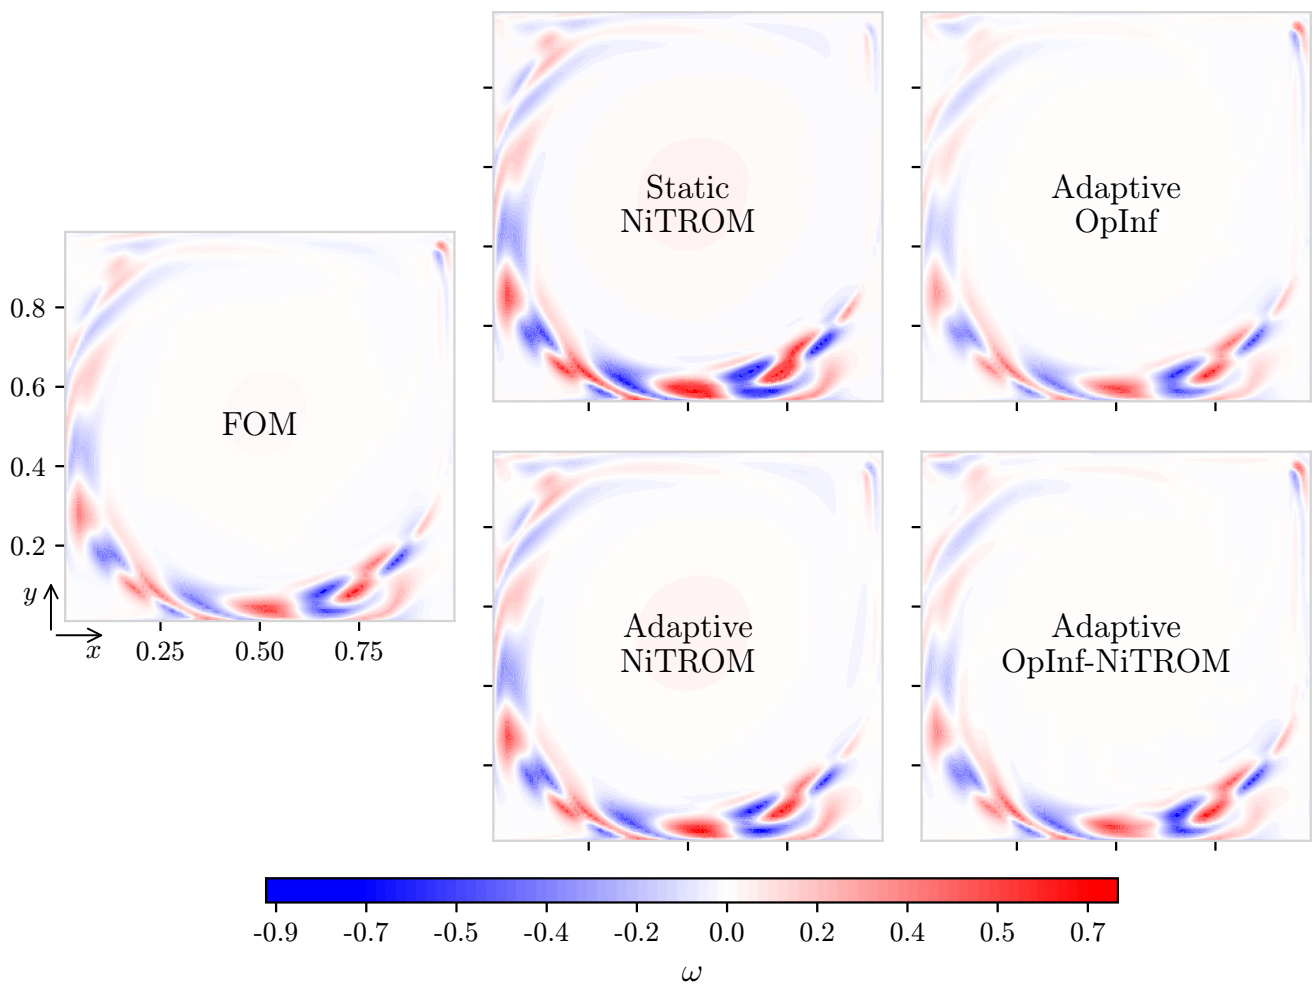 Static
NiTROM
Adaptive
OpInf
FOM
0.8
0.6
0.4
0.2
y
x
0.25
0.50
0.75
Adaptive
NiTROM
Adaptive
OpInf-NiTROM
-0.9
-0.7
-0.5
-0.4
-0.2
0.0
0.2
0.4
0.5
0.7
ω